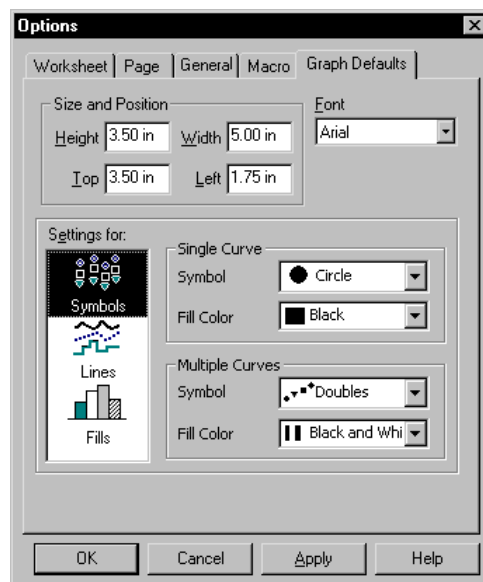 Options
Worksheet Page General Macro Graph Defaults
Size and Position
Height 3.50 in Width 5.00 in
Top 3.50 in Left 1.75 in
Font
Arial
Settings for:
Symbols
Lines
Fills
Single Curve
Symbol Circle
Fill Color Black
Multiple Curves
Symbol Doubles
Fill Color Black and Whi
OK Cancel Apply Help